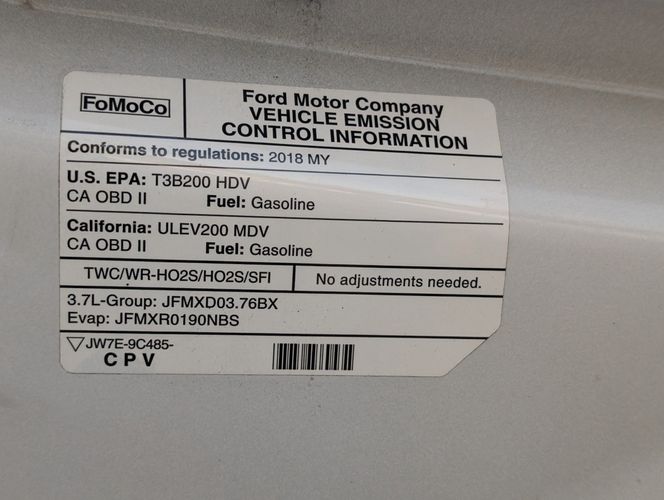 FoMoCo
Ford Motor Company
VEHICLE EMISSION
CONTROL INFORMATION
Conforms to regulations: 2018 MY
U.S. EPA: T3B200 HDV
CA OBD II Fuel: Gasoline
California: ULEV200 MDV
CA OBD II Fuel: Gasoline
TWC/WR-HO2S/HO2S/SFI No adjustments needed.
3.7L-Group: JFMXD03.76BX
Evap: JFMXR0190NBS
JW7E-9C485-
C P V